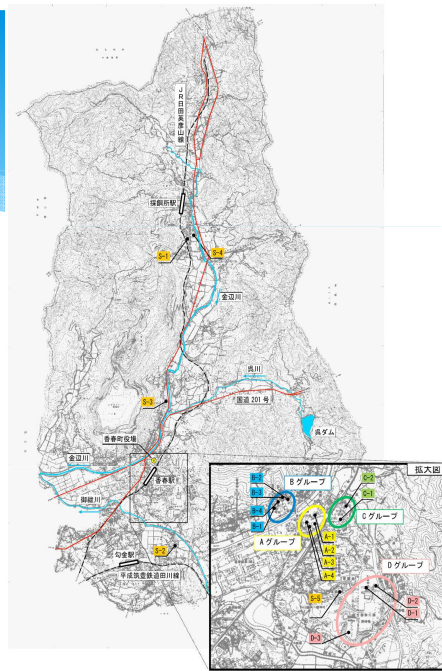 JR日田英彦山線
採銅所駅
S-1
S-4
金辺川
呉川
S-3
国道201号
呉ダム
香春町役場
金辺川
香春駅
御祓川
S-2
勾金駅
平成筑豊鉄道田川線
拡大図
B-2
B-3
B-4
B-1
Bグループ
C-2
C-1
Cグループ
Aグループ
A-1
A-2
A-3
A-4
Dグループ
S-5
D-2
D-1
D-3